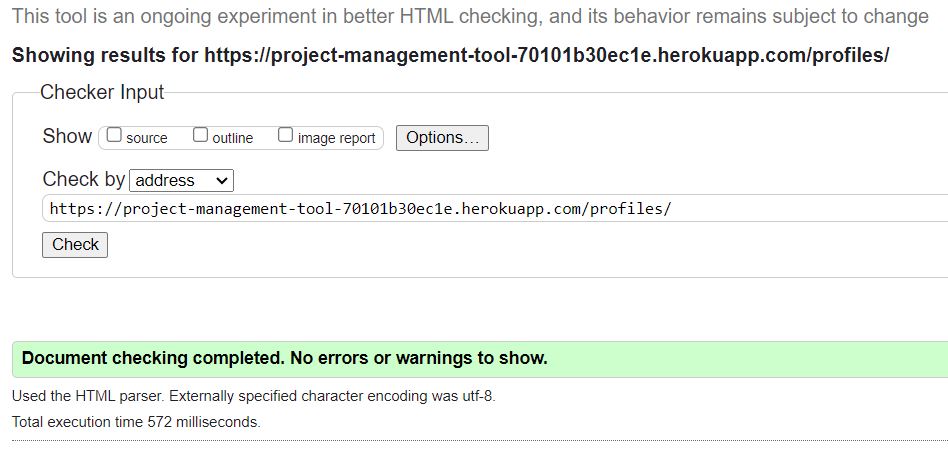 This tool is an ongoing experiment in better HTML checking, and its behavior remains subject to change
Showing results for https://project-management-tool-70101b30ec1e.herokuapp.com/profiles/
Checker Input
Show source outline image report Options...
Check by address
https://project-management-tool-70101b30ec1e.herokuapp.com/profiles/
Check
Document checking completed. No errors or warnings to show.
Used the HTML parser. Externally specified character encoding was utf-8.
Total execution time 572 milliseconds.